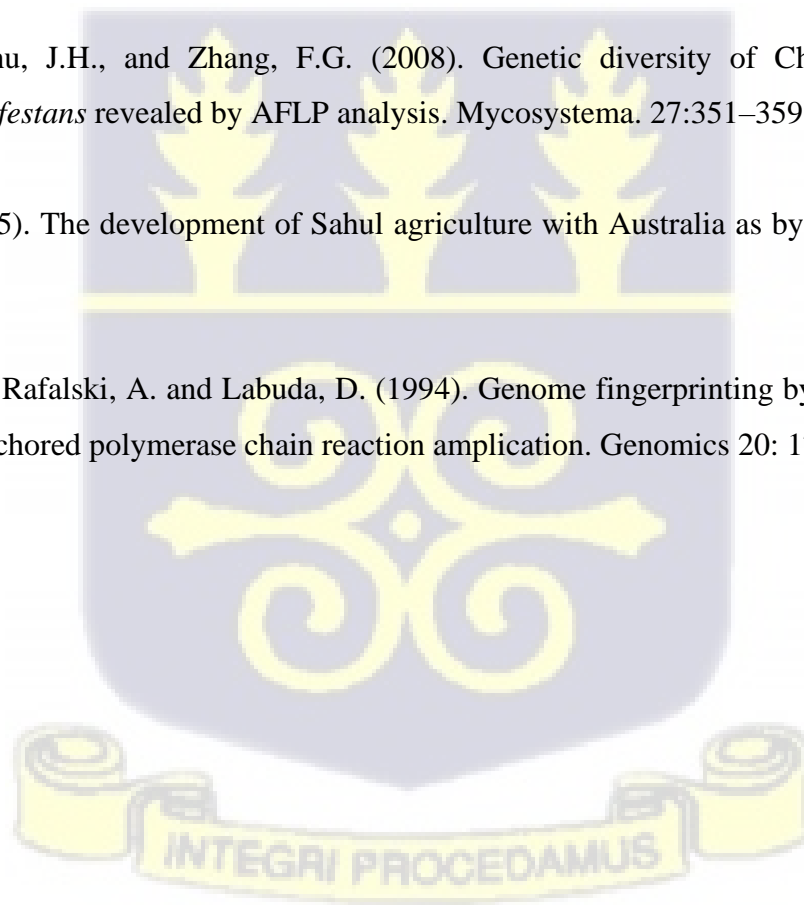 nu, J.H., and Zhang, F.G. (2008). Genetic diversity of Ch
festans revealed by AFLP analysis. Mycosystema. 27:351–359
5). The development of Sahul agriculture with Australia as by
Rafalski, A. and Labuda, D. (1994). Genome fingerprinting by
chored polymerase chain reaction amplication. Genomics 20: 1
INTEGRI PROCEDAMUS